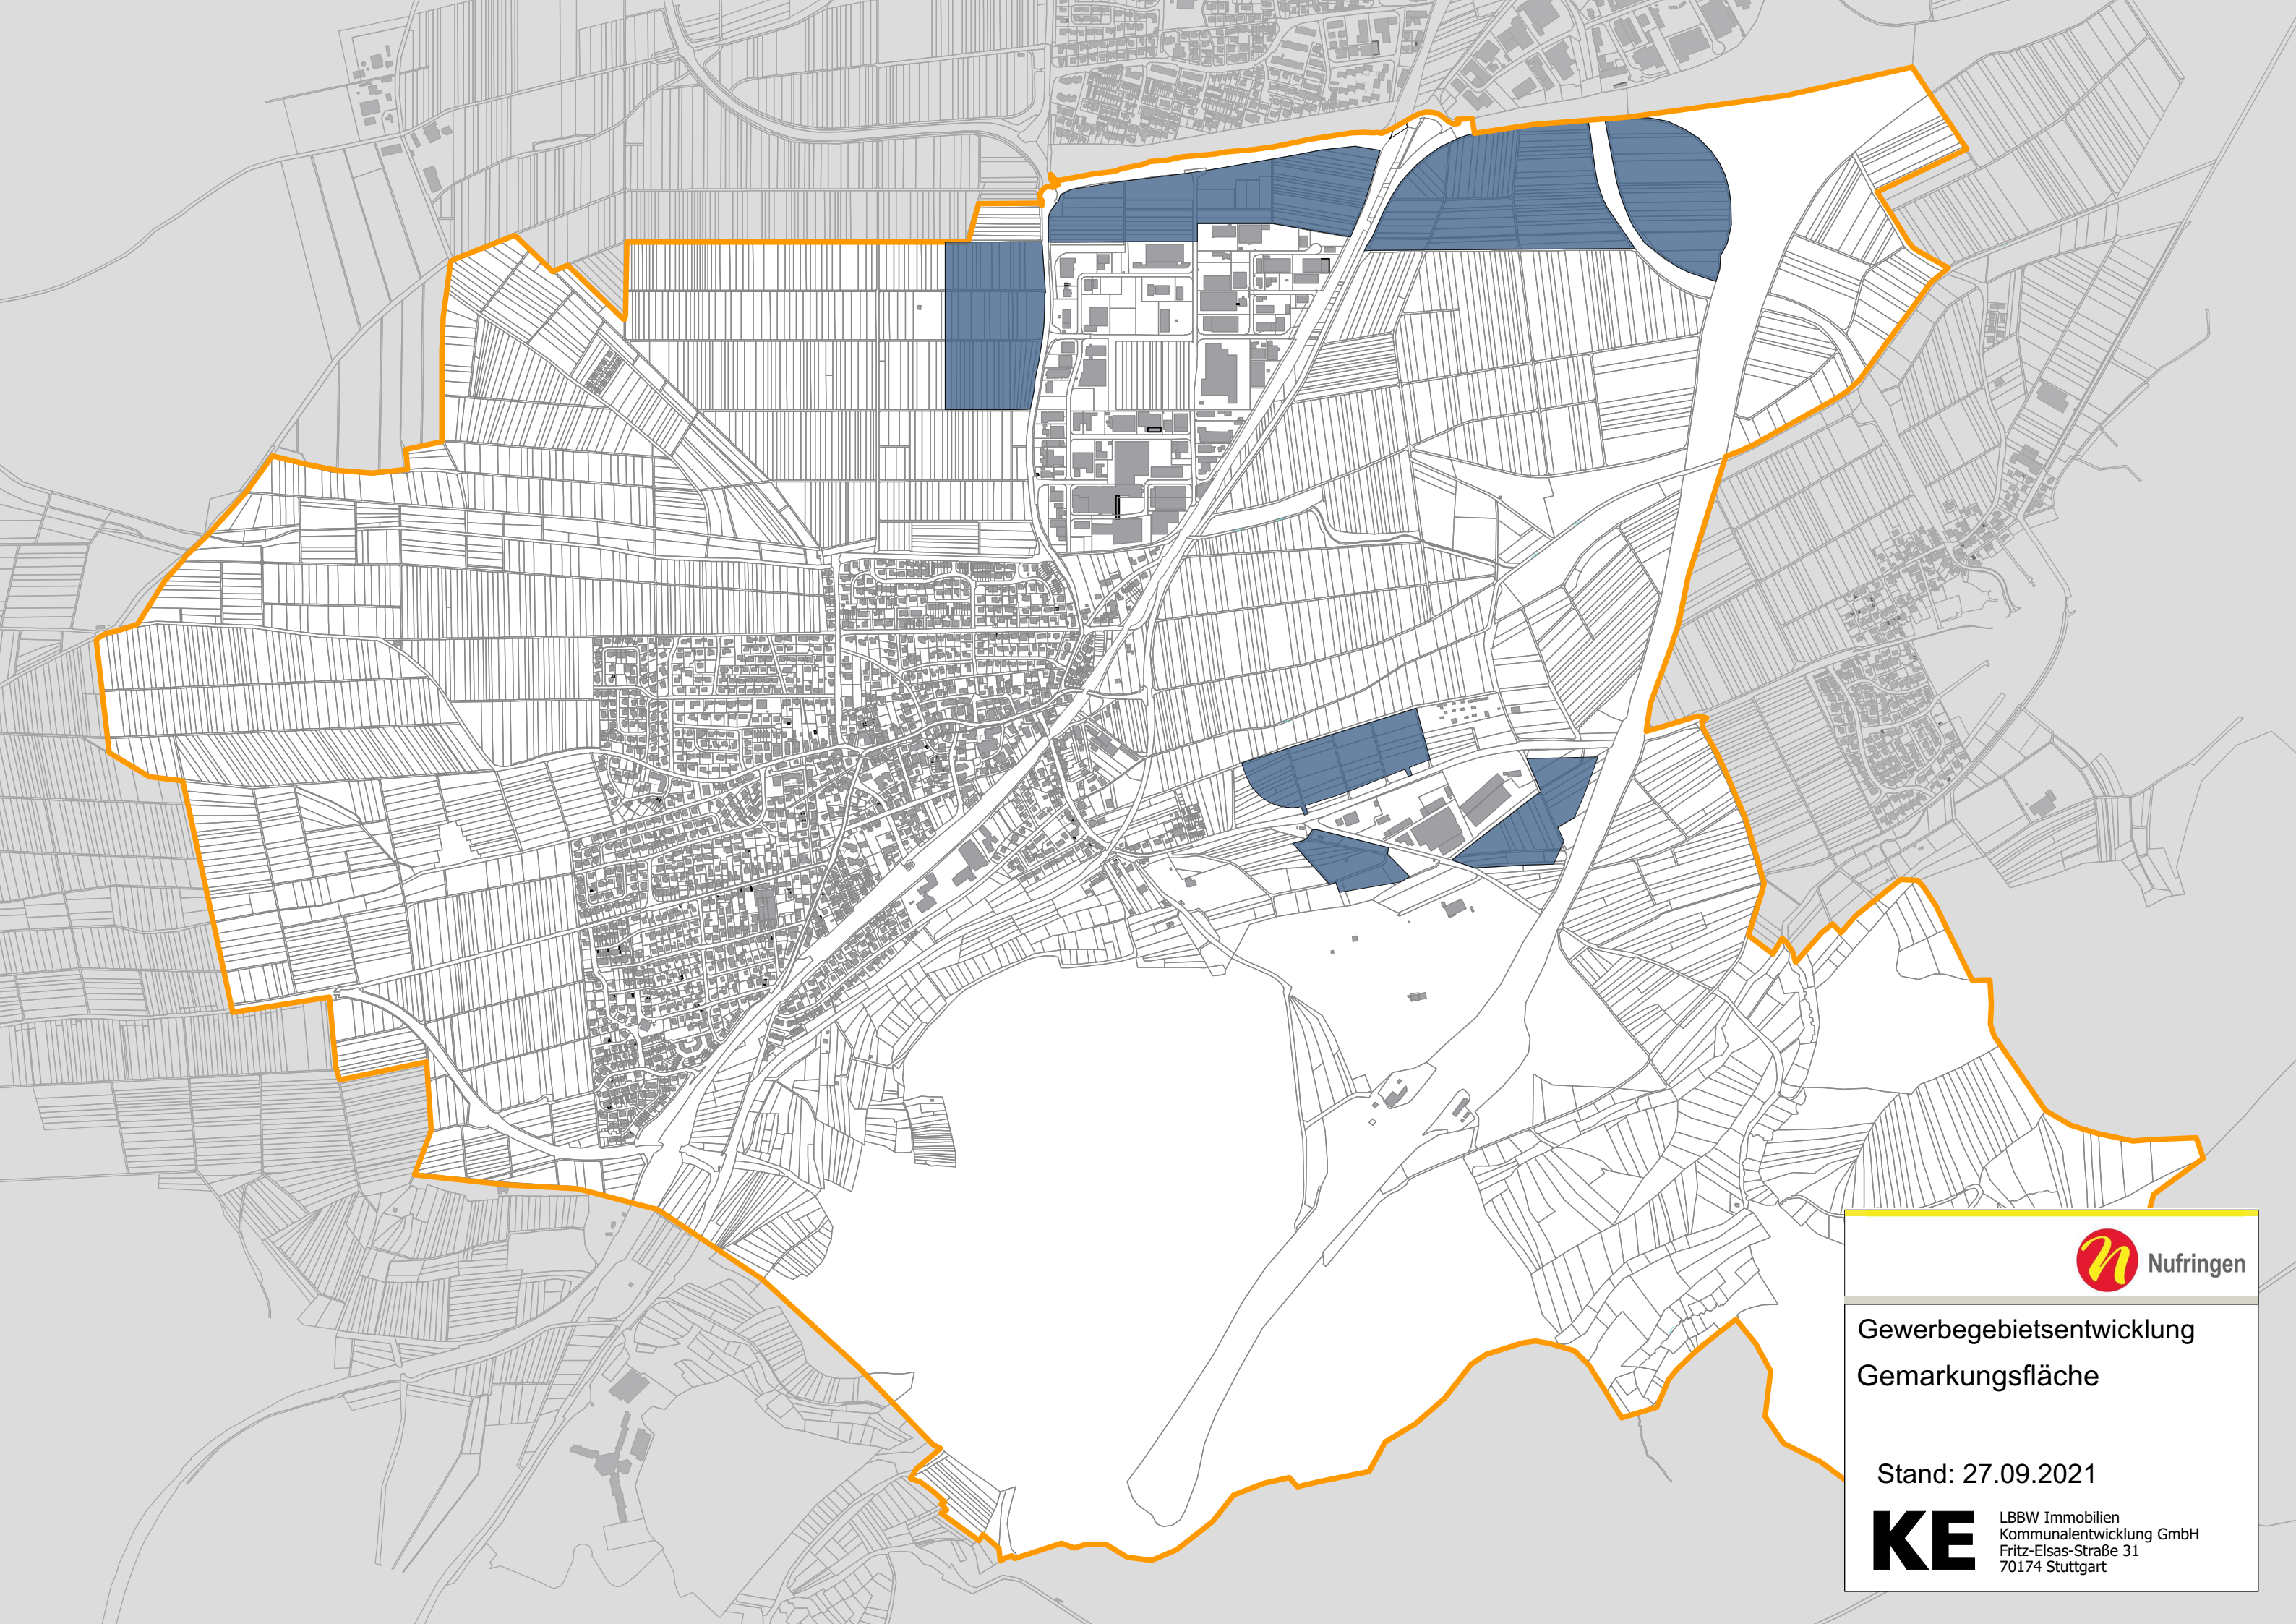 Nufringen
Gewerbegebietsentwicklung
Gemarkungsfläche
Stand: 27.09.2021
KE
LBBW Immobilien
Kommunalentwicklung GmbH
Fritz-Elsas-Straße 31
70174 Stuttgart